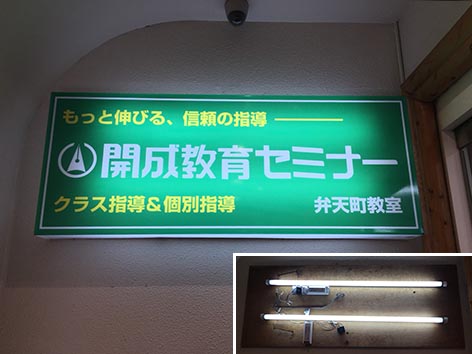 もっと伸びる、信頼の指導
開成教育セミナー
クラス指導&個別指導
弁天町教室